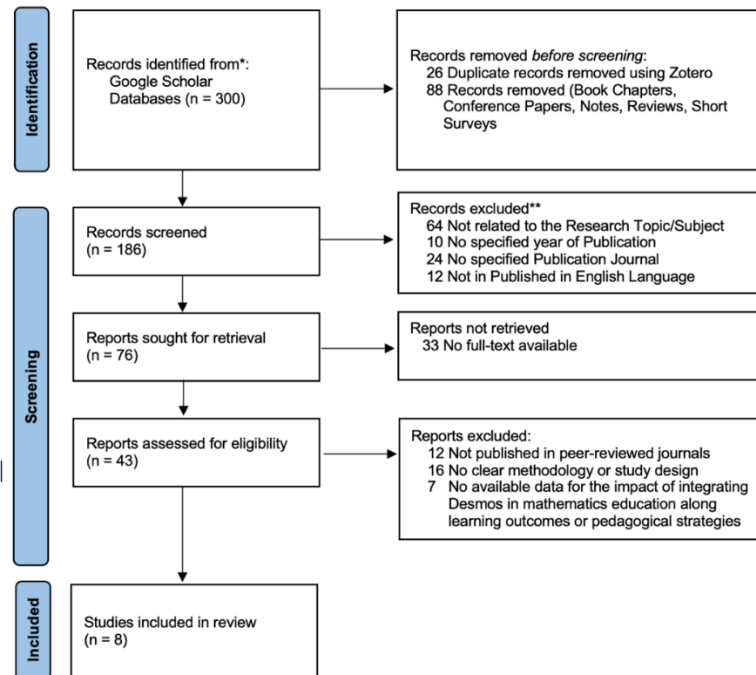 Identification
Records identified from*:
Google Scholar
Databases (n = 300)
Records removed before screening:
26 Duplicate records removed using Zotero
88 Records removed (Book Chapters,
Conference Papers, Notes, Reviews, Short
Surveys
Screening
Records screened
(n = 186)
Records excluded**
64 Not related to the Research Topic/Subject
10 No specified year of Publication
24 No specified Publication Journal
12 Not in Published in English Language
Reports sought for retrieval
(n = 76)
Reports not retrieved
33 No full-text available
Reports assessed for eligibility
(n = 43)
Reports excluded:
12 Not published in peer-reviewed journals
16 No clear methodology or study design
7 No available data for the impact of integrating
Desmos in mathematics education along
learning outcomes or pedagogical strategies
Included
Studies included in review
(n = 8)